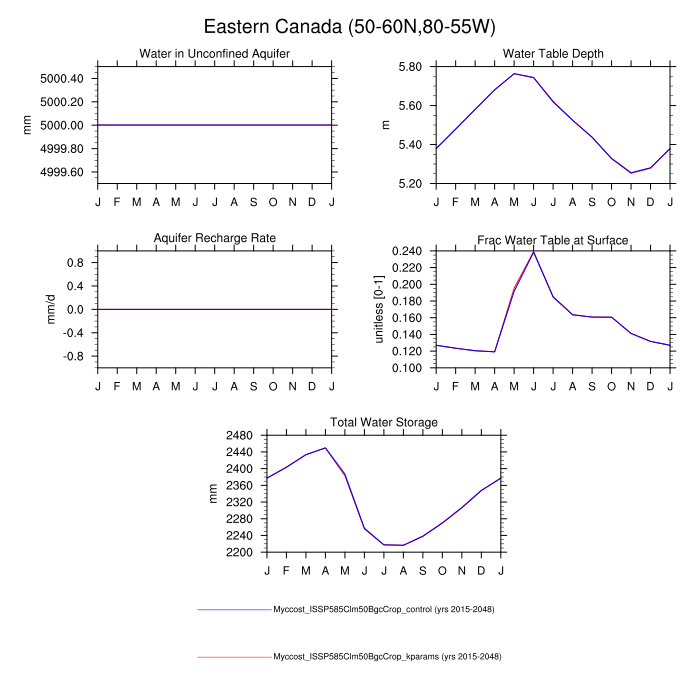 Eastern Canada (50-60N,80-55W)
Water in Unconfined Aquifer
mm
5000.40
5000.20
5000.00
4999.80
4999.60
J F M A M J J A S O N D J
Water Table Depth
m
5.80
5.60
5.40
5.20
J F M A M J J A S O N D J
Aquifer Recharge Rate
mm/d
0.8
0.4
0.0
-0.4
-0.8
J F M A M J J A S O N D J
Frac Water Table at Surface
unitless [0-1]
0.240
0.220
0.200
0.180
0.160
0.140
0.120
0.100
J F M A M J J A S O N D J
Total Water Storage
mm
2480
2440
2400
2360
2320
2280
2240
2200
J F M A M J J A S O N D J
Myccost_ISSP585Clm50BgcCrop_control (yrs 2015-2048)
Myccost_ISSP585Clm50BgcCrop_kparams (yrs 2015-2048)